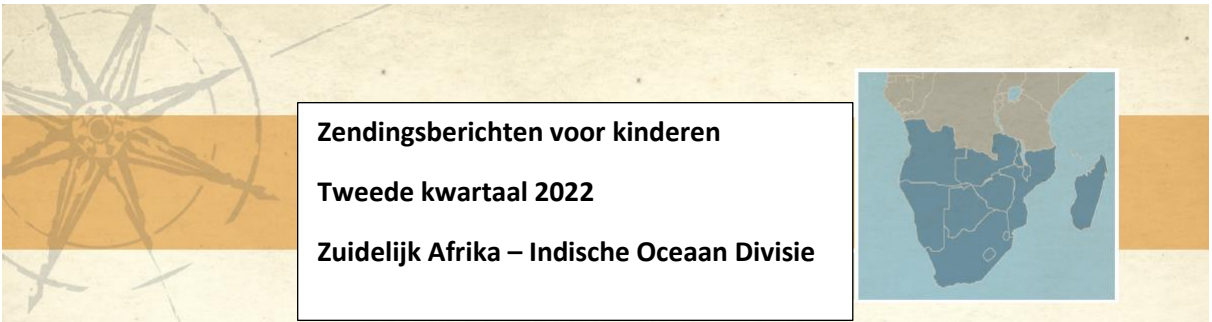 Zendingsberichten voor kinderen
Tweede kwartaal 2022
Zuidelijk Afrika – Indische Oceaan Divisie